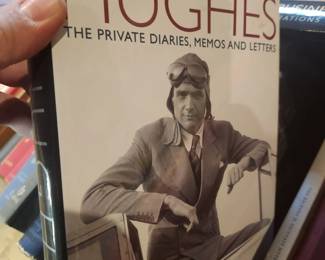 HUGHES
THE PRIVATE DIARIES, MEMOS AND LETTERS